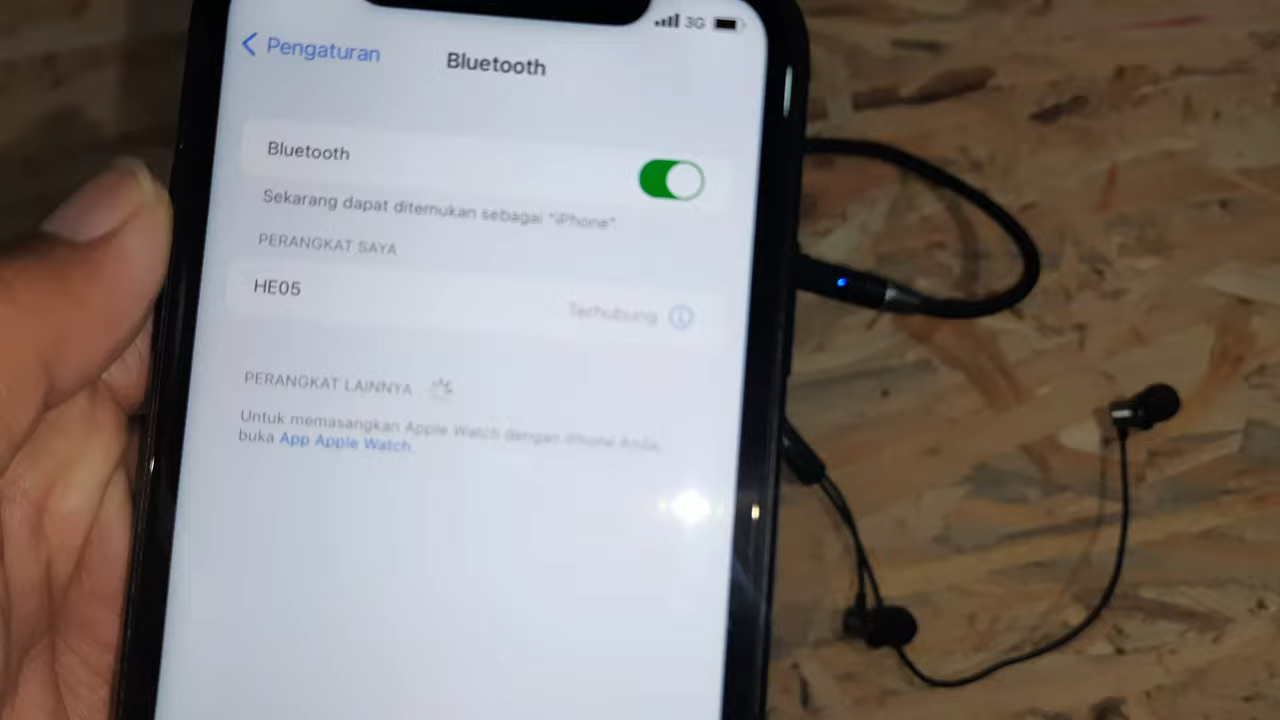 3G
Pengaturan
Bluetooth
Bluetooth
Sekarang dapat ditemukan sebagai "iPhone"
PERANGKAT SAYA
HE05
Terhubung
PERANGKAT LAINNYA
Untuk memasangkan Apple Watch dengan iPhone Anda,
buka App Apple Watch.